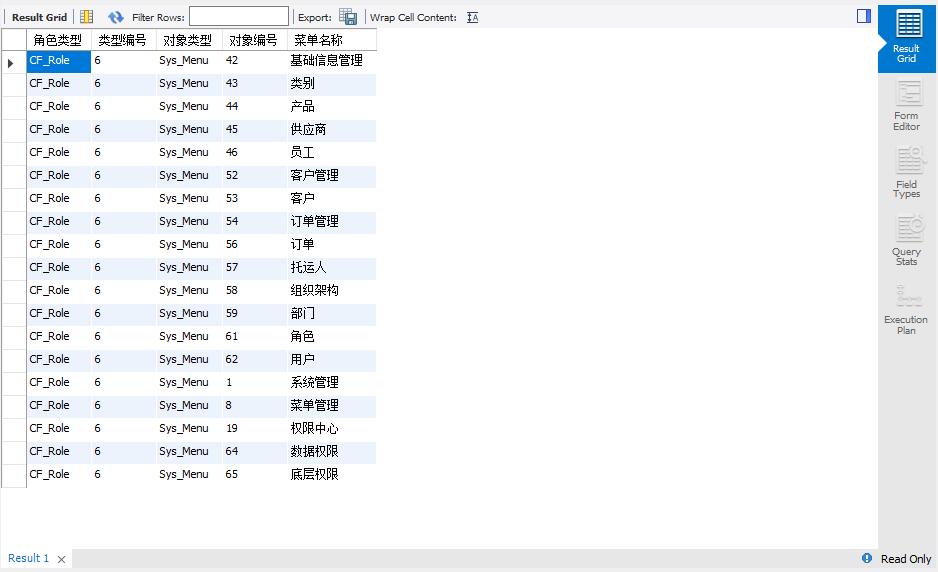 Result Grid Filter Rows: Export: Wrap Cell Content: IA
角色类型 类型编号 对象类型 对象编号 菜单名称
CF_Role 6 Sys_Menu 42 基础信息管理
CF_Role 6 Sys_Menu 43 类别
CF_Role 6 Sys_Menu 44 产品
CF_Role 6 Sys_Menu 45 供应商
CF_Role 6 Sys_Menu 46 员工
CF_Role 6 Sys_Menu 52 客户管理
CF_Role 6 Sys_Menu 53 客户
CF_Role 6 Sys_Menu 54 订单管理
CF_Role 6 Sys_Menu 56 订单
CF_Role 6 Sys_Menu 57 托运人
CF_Role 6 Sys_Menu 58 组织架构
CF_Role 6 Sys_Menu 59 部门
CF_Role 6 Sys_Menu 61 角色
CF_Role 6 Sys_Menu 62 用户
CF_Role 6 Sys_Menu 1 系统管理
CF_Role 6 Sys_Menu 8 菜单管理
CF_Role 6 Sys_Menu 19 权限中心
CF_Role 6 Sys_Menu 64 数据权限
CF_Role 6 Sys_Menu 65 底层权限
Result
Grid
Form
Editor
Field
Types
Query
Stats
Execution
Plan
Result 1
Read Only